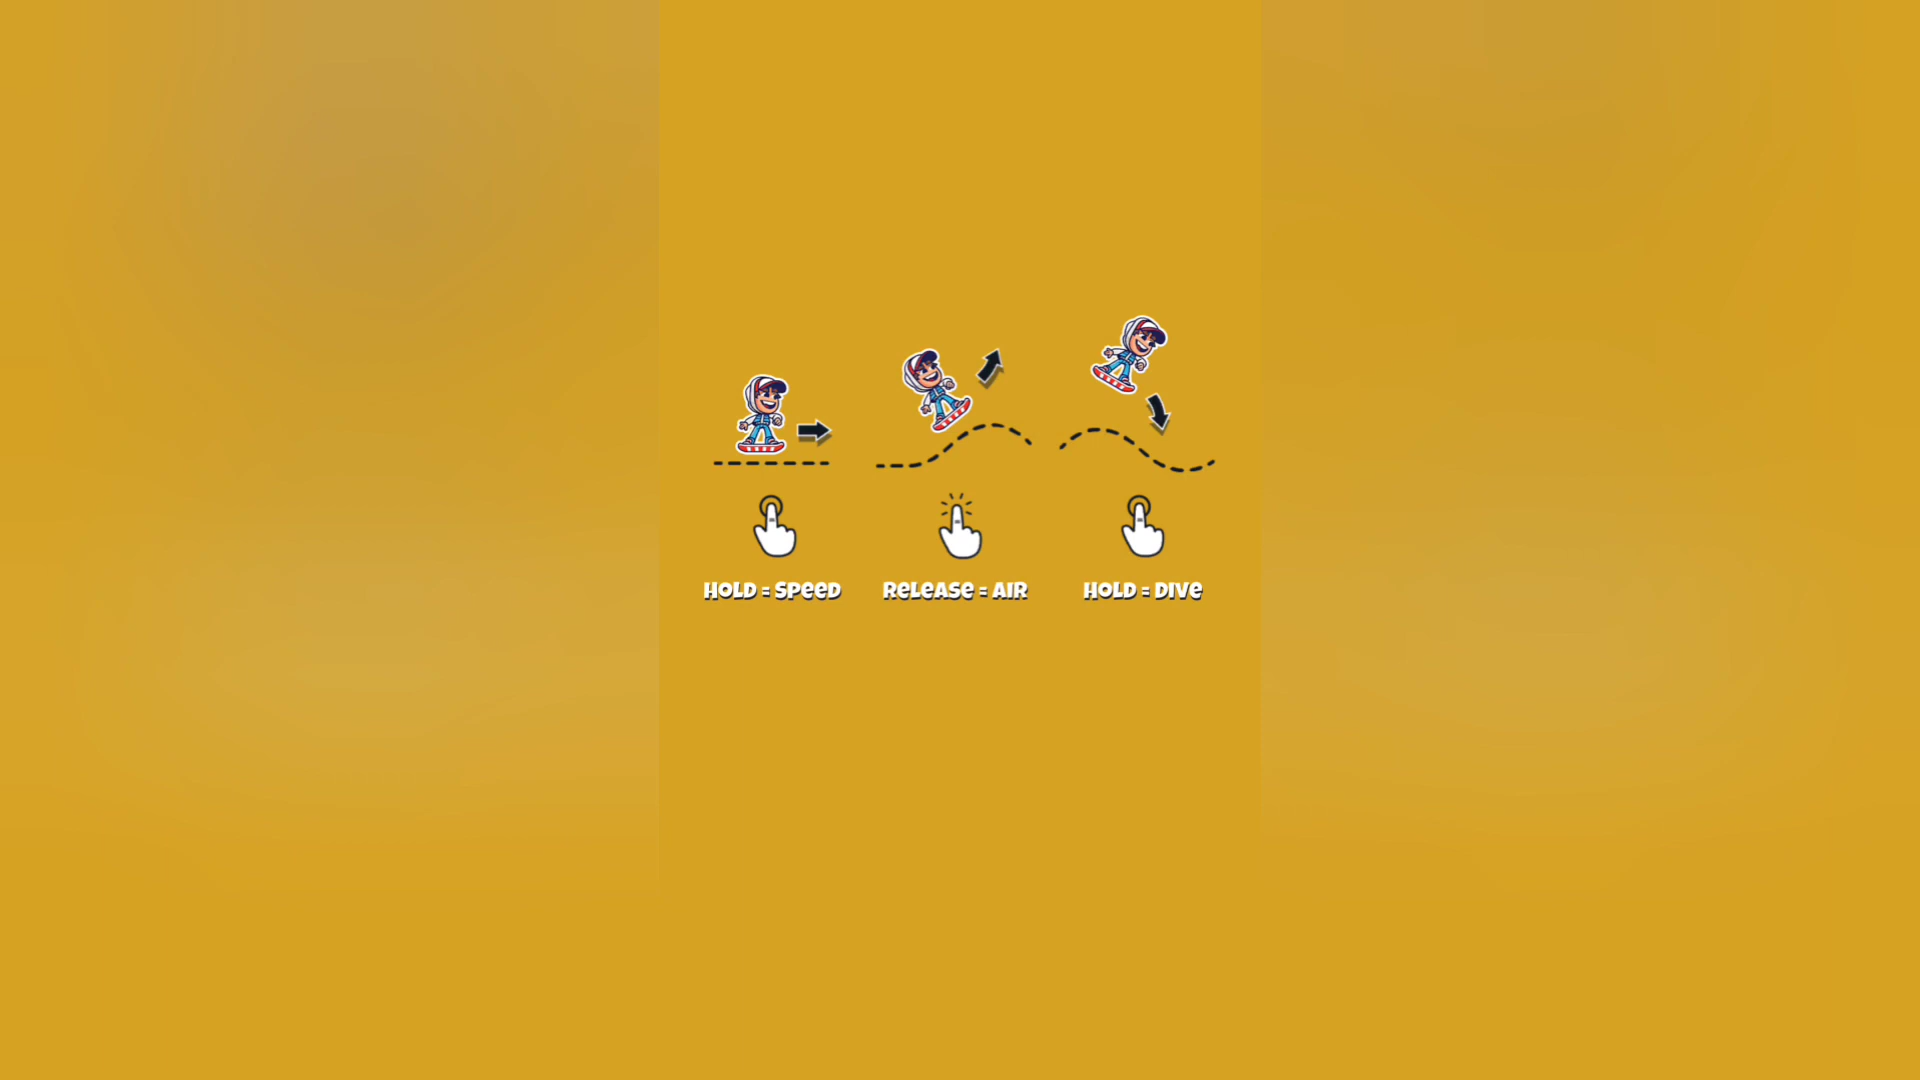 HOLD = SPEED
RELEASE = AIR
HOLD = DIVE